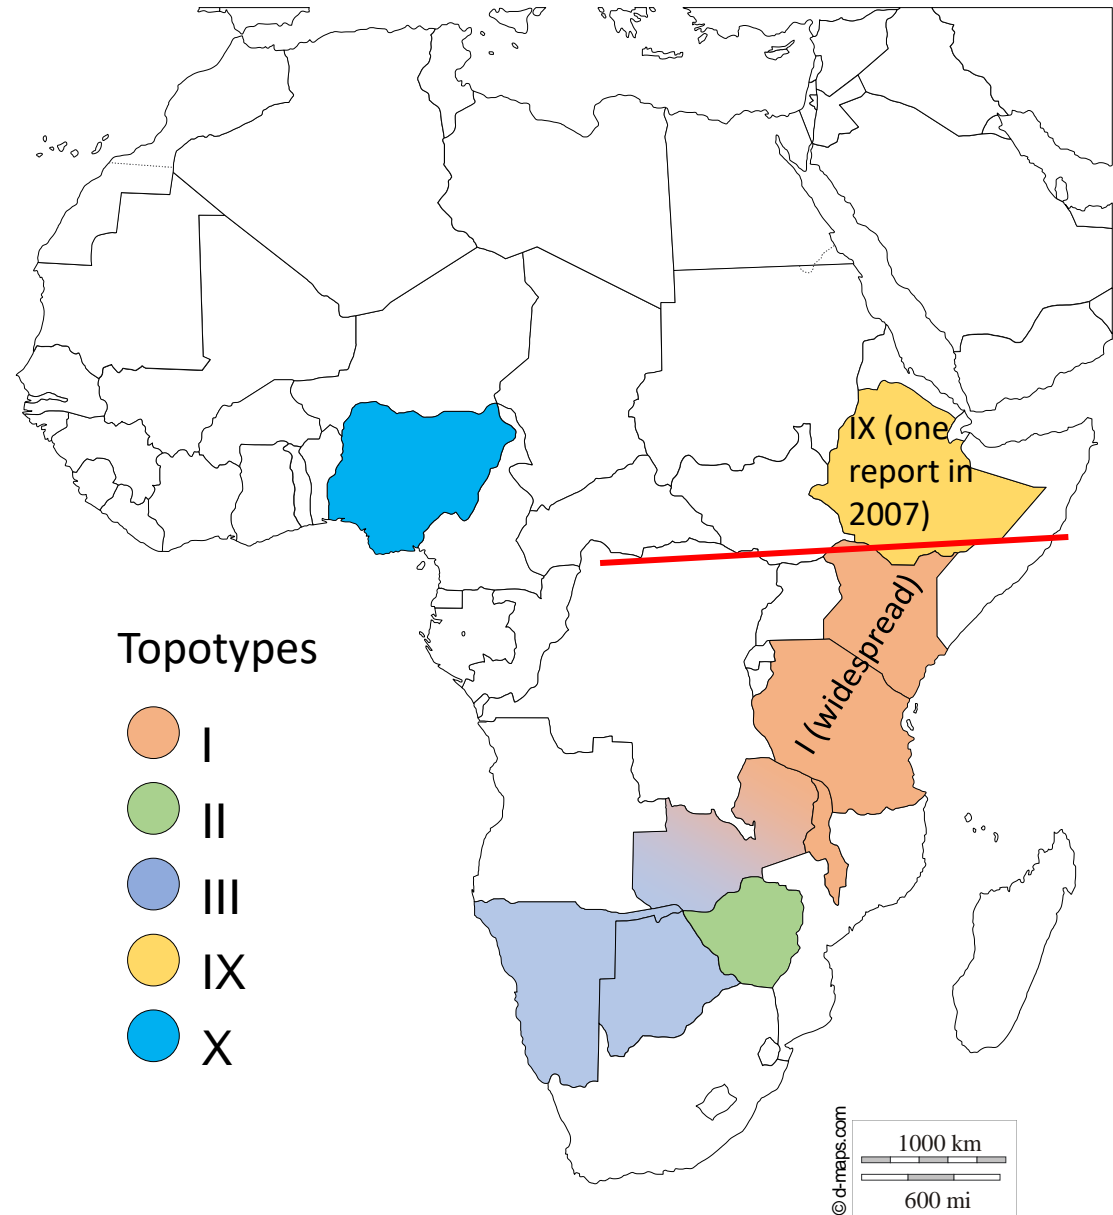 IX (one
report in
2007)
I (widespread)
Topotypes
I
II
III
IX
X
1000 km
600 mi
© d-maps.com